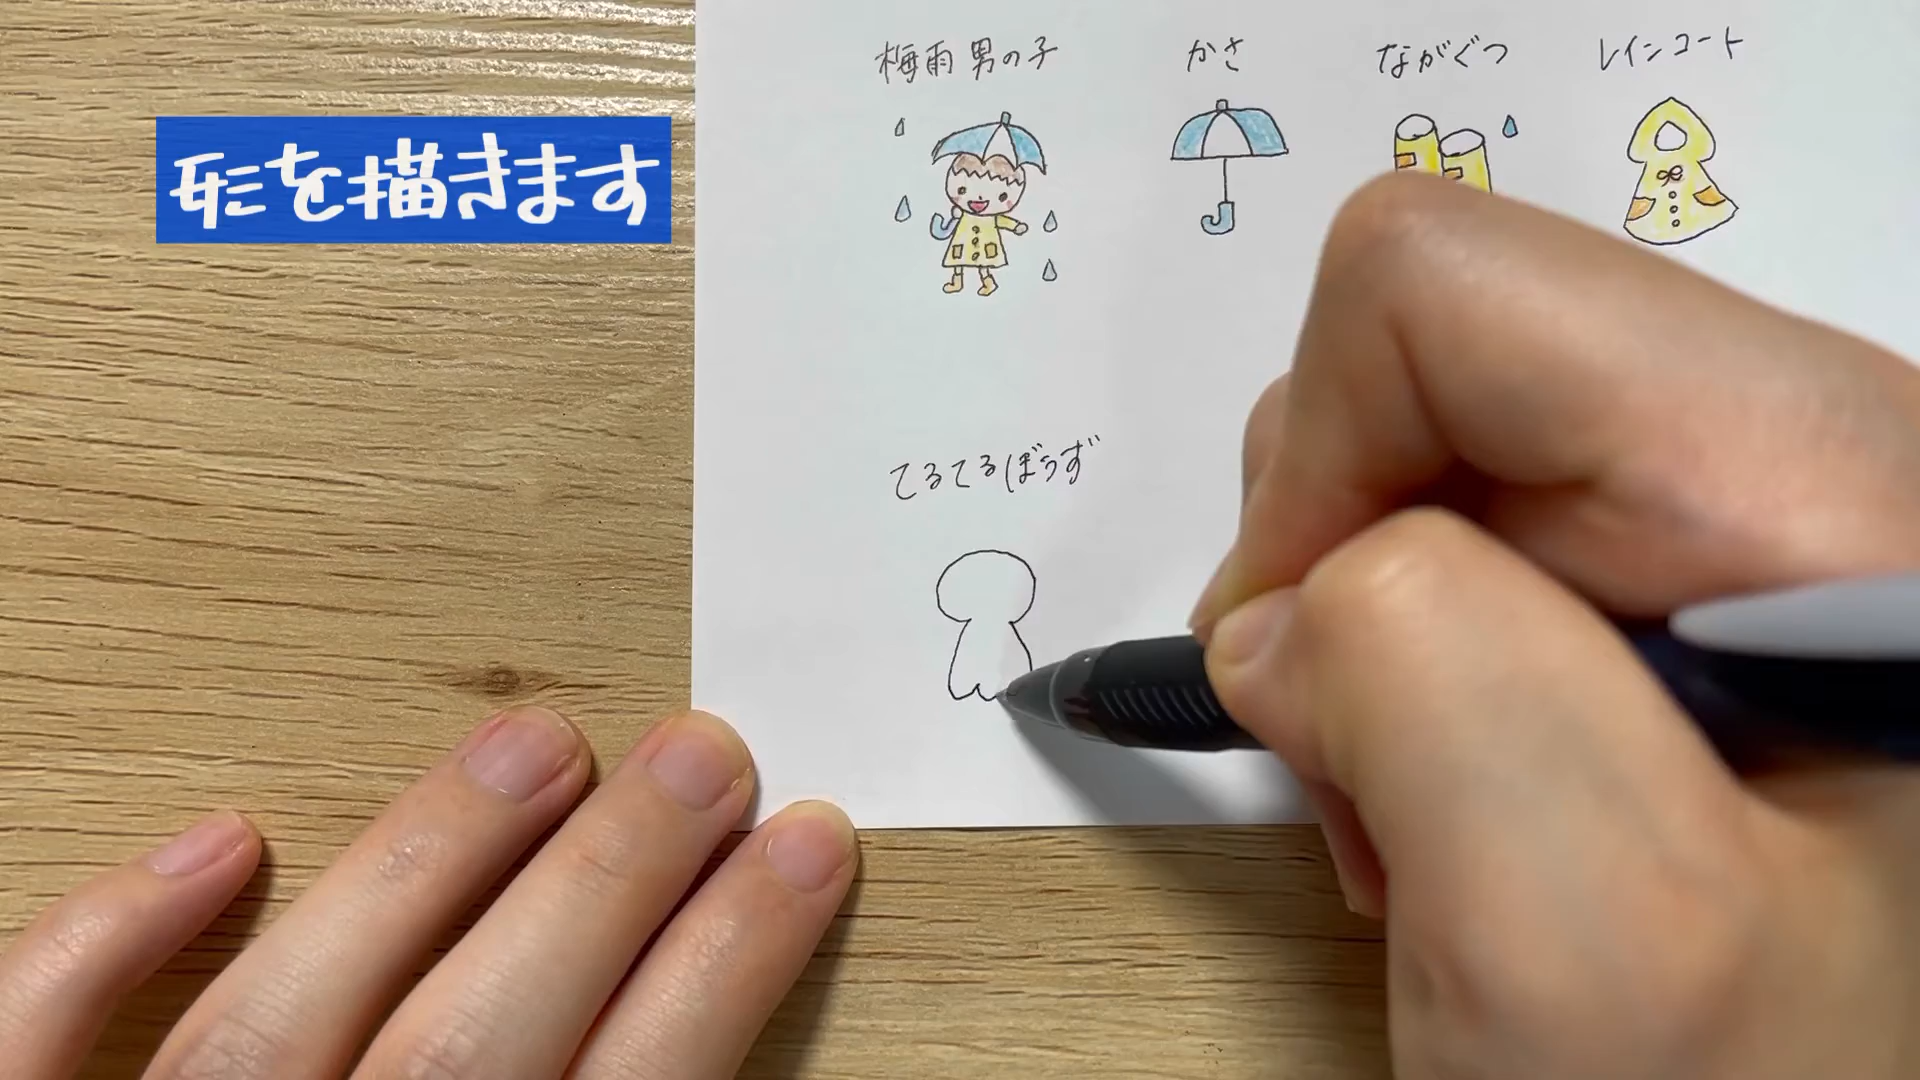 形を描きます
梅雨男の子
かさ
ながぐつ
レインコート
てるてるぼうず